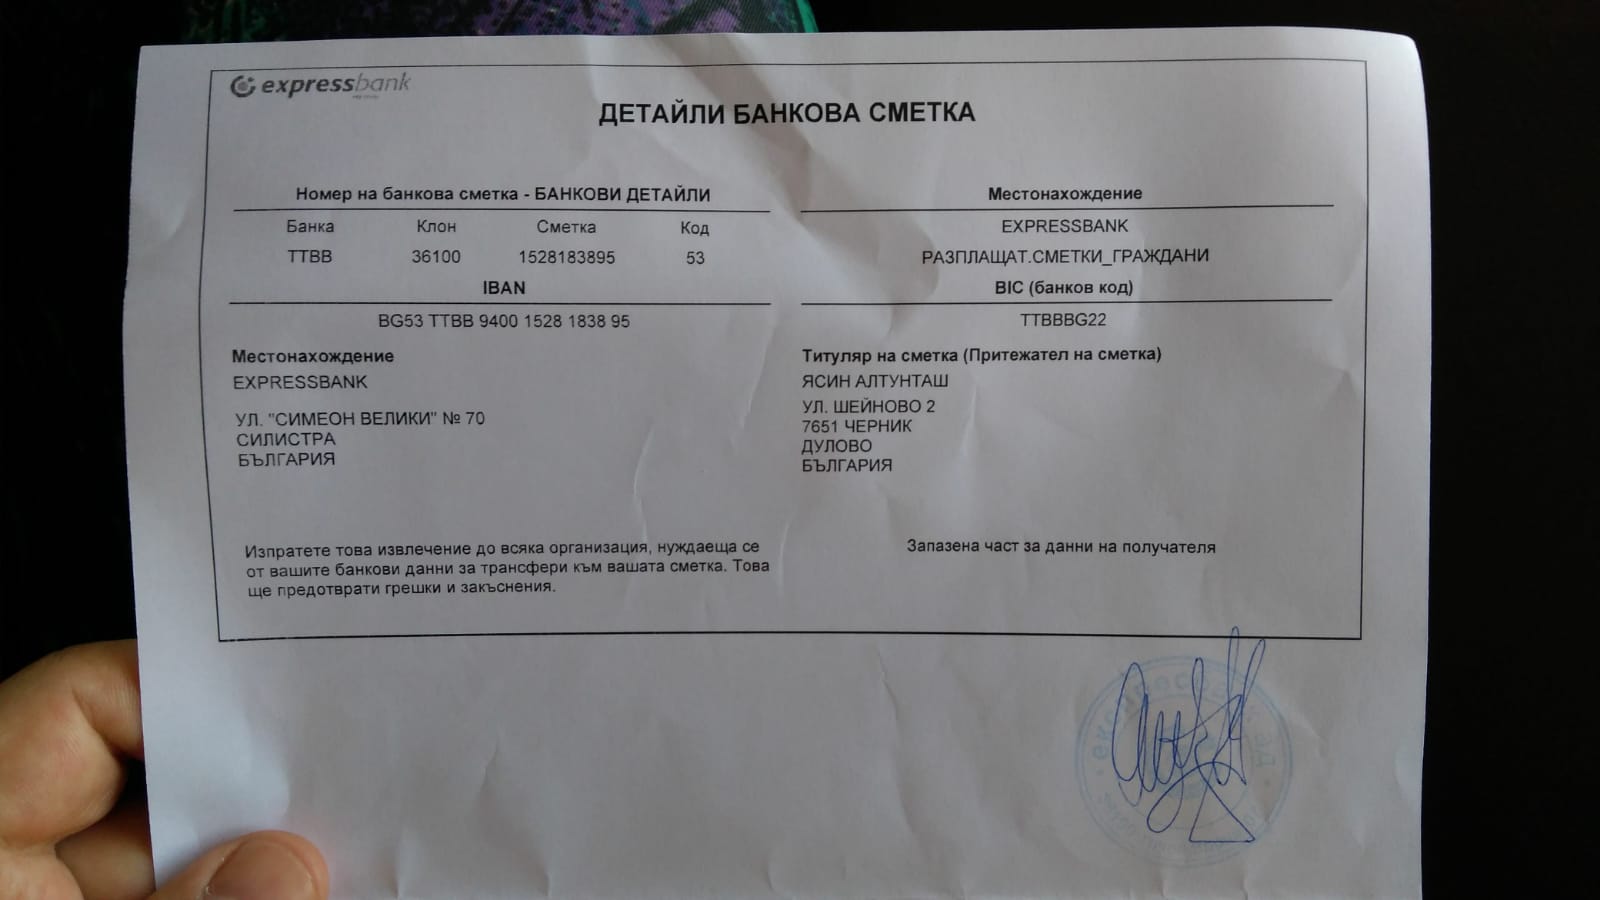 expressbank
ДЕТАЙЛИ БАНКОВА СМЕТКА
Номер на банкова сметка - БАНКОВИ ДЕТАЙЛИ
Банка Клон Сметка Код
ТТВВ 36100 1528183895 53
IBAN
BG53 TTBB 9400 1528 1838 95
Местонахождение
EXPRESSBANK
РАЗПЛАЩАТ.СМЕТКИ_ГРАЖДАНИ
BIC (банков код)
TTBBBG22
Местонахождение
EXPRESSBANK
УЛ. "СИМЕОН ВЕЛИКИ" № 70
СИЛИСТРА
БЪЛГАРИЯ
Титуляр на сметка (Притежател на сметка)
ЯСИН АЛТУНТАШ
УЛ. ШЕЙНОВО 2
7651 ЧЕРНИК
ДУЛОВО
БЪЛГАРИЯ
Изпратете това извлечение до всяка организация, нуждаеща се
от вашите банкови данни за трансфери към вашата сметка. Това
ще предотврати грешки и закъснения.
Запазена част за данни на получателя